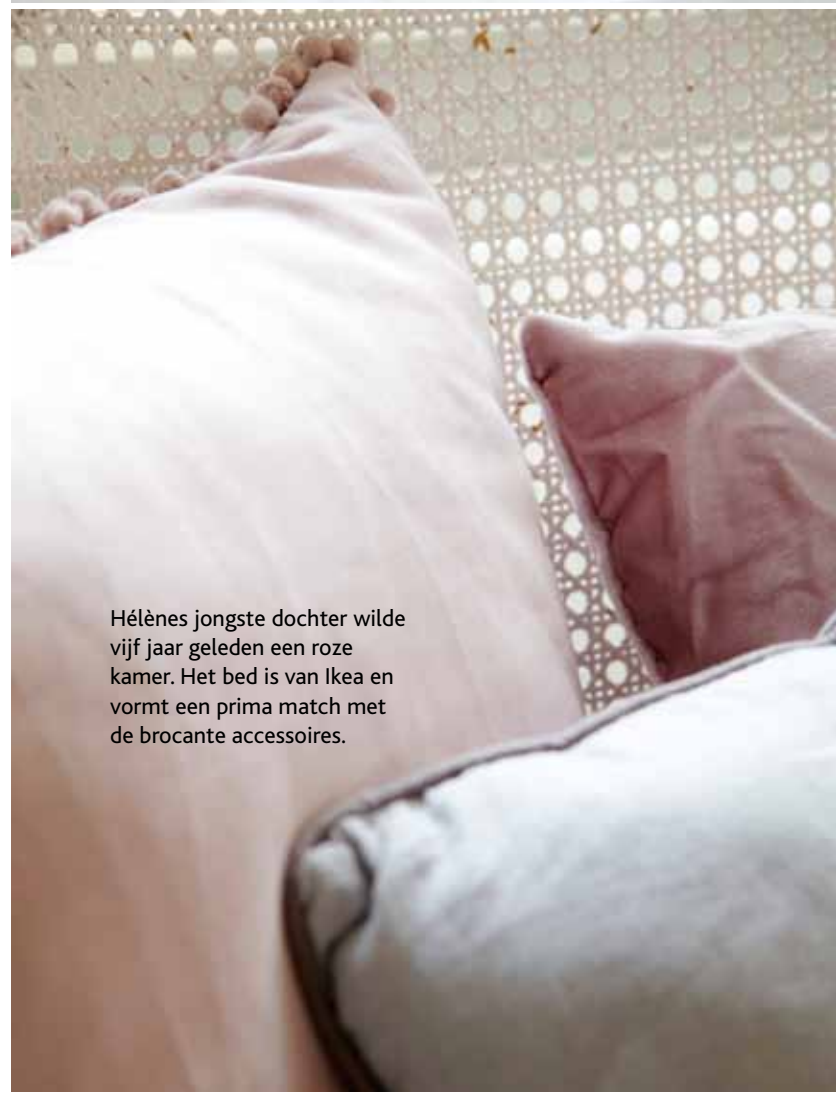 Hélènes jongste dochter wilde
vijf jaar geleden een roze
kamer. Het bed is van Ikea en
vormt een prima match met
de brocante accessoires.